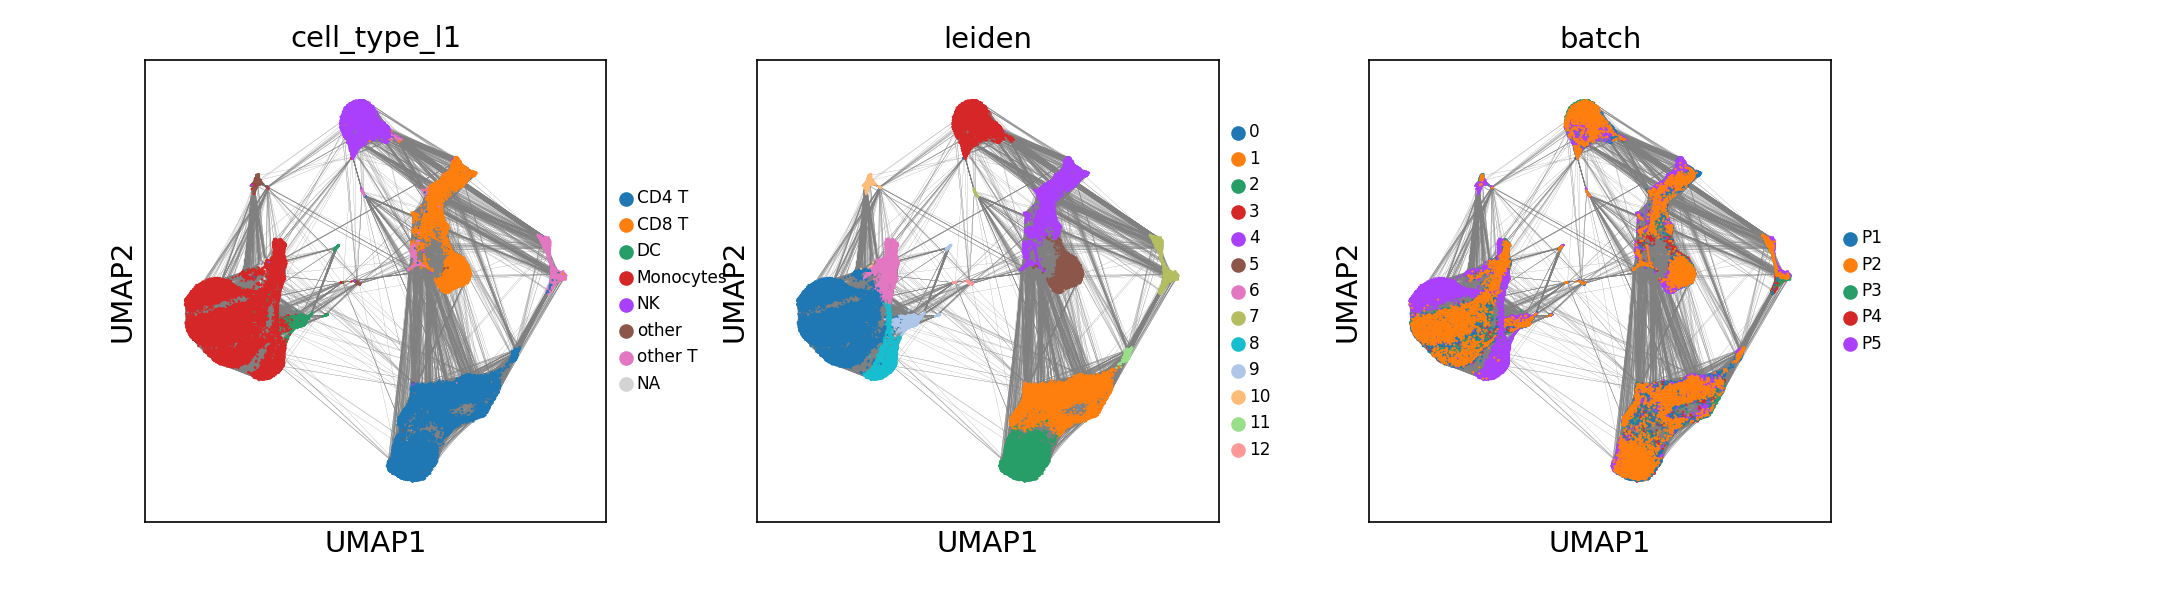 cell_type_l1
UMAP2
UMAP1
CD4 T
CD8 T
DC
Monocytes
NK
other
other T
NA
leiden
UMAP2
UMAP1
0
1
2
3
4
5
6
7
8
9
10
11
12
batch
UMAP2
UMAP1
P1
P2
P3
P4
P5